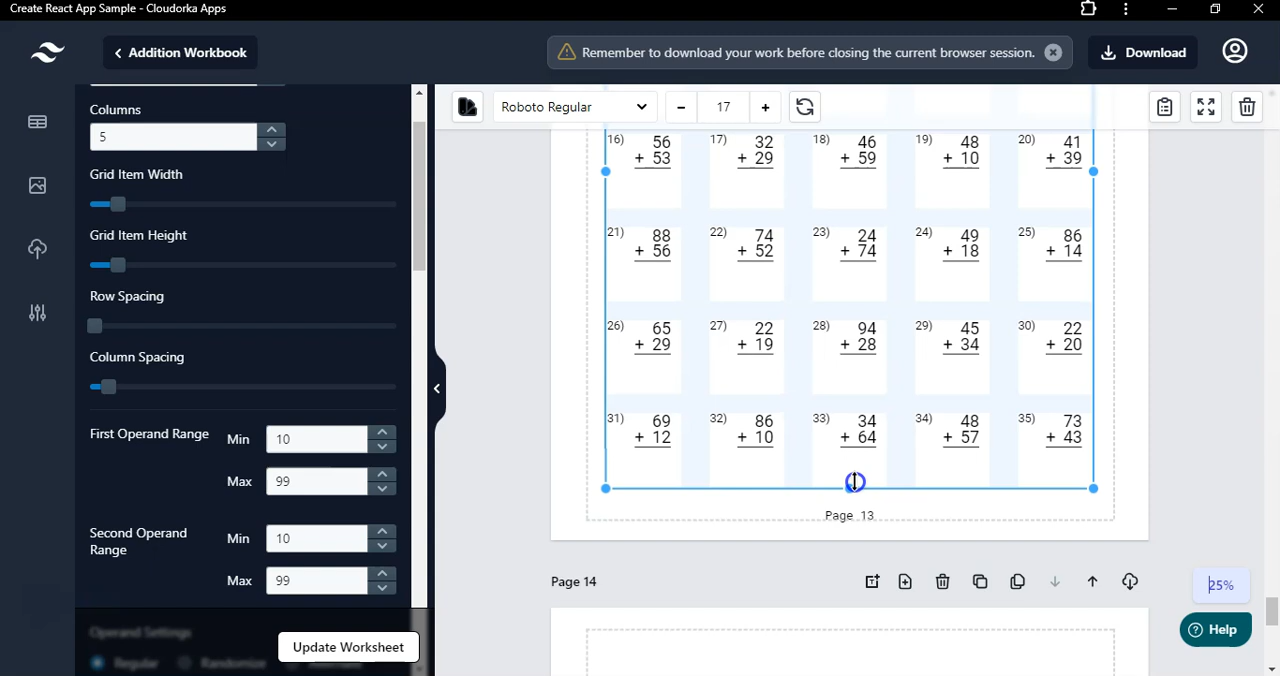 Create React App Sample - Cloudorka Apps
Addition Workbook
Remember to download your work before closing the current browser session.
Download
Columns
5
Grid Item Width
Grid Item Height
Row Spacing
Column Spacing
First Operand Range Min 10
Max 99
Second Operand Range Min 10
Max 99
Operand Settings
Regular Randomize
Update Worksheet
Roboto Regular
17
16) 56 17) 32 18) 46 19) 48 20) 41
+ 53 + 29 + 59 + 10 + 39
21) 88 22) 74 23) 24 24) 49 25) 86
+ 56 + 52 + 74 + 18 + 14
26) 65 27) 22 28) 94 29) 45 30) 22
+ 29 + 19 + 28 + 34 + 20
31) 69 32) 86 33) 34 34) 48 35) 73
+ 12 + 10 + 64 + 57 + 43
Page 13
Page 14
25%
Help